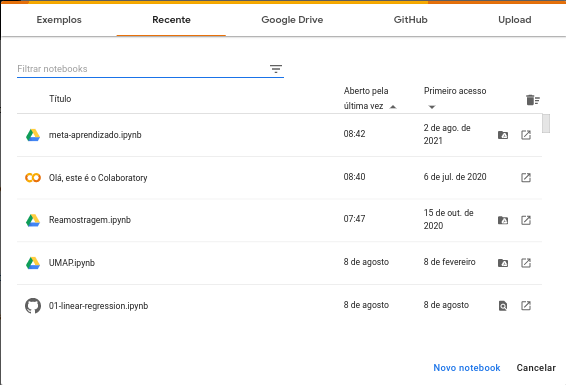 Exemplos Recente Google Drive GitHub Upload
Filtrar notebooks
Título Aberto pela última vez Primeiro acesso
meta-aprendizado.ipynb 08:42 2 de ago. de 2021
Olá, este é o Colaboratory 08:40 6 de jul. de 2020
Reamostragem.ipynb 07:47 15 de out. de 2020
UMAP.ipynb 8 de agosto 8 de fevereiro
01-linear-regression.ipynb 8 de agosto 8 de agosto
Novo notebook Cancelar